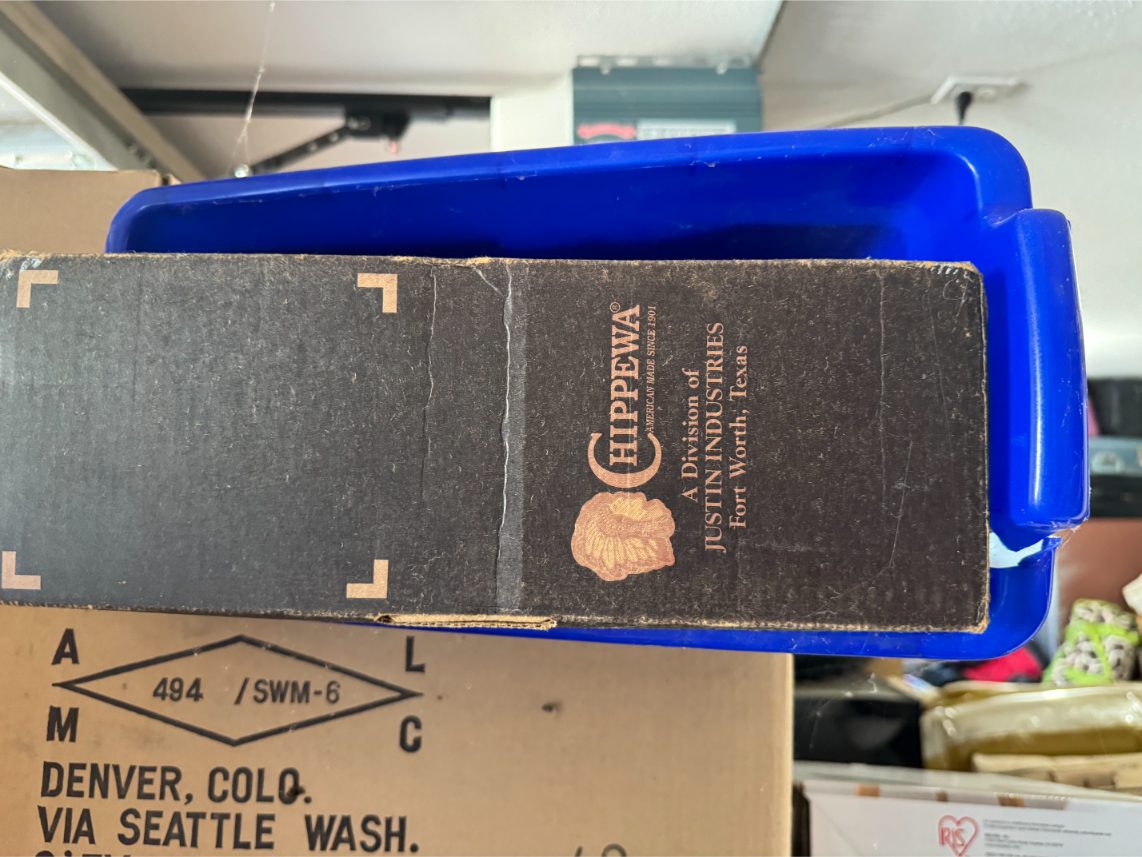 CHIPPEWA®
AMERICAN MADE SINCE 1901
A Division of
JUSTIN INDUSTRIES
Fort Worth, Texas
A L
494 /SWM-6
M C
DENVER, COLO.
VIA SEATTLE WASH.
RIS